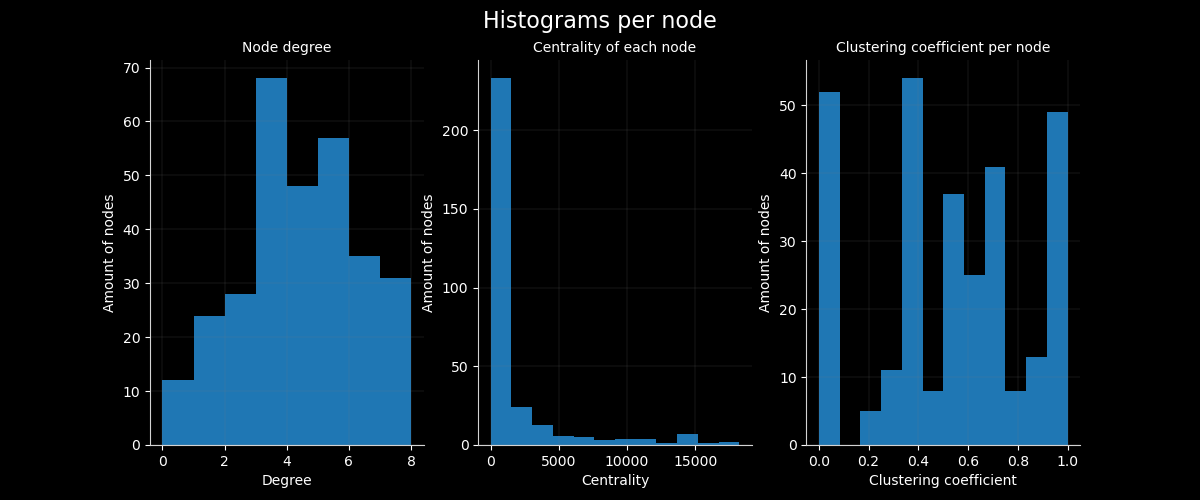 Histograms per node
Node degree
Centrality of each node
Clustering coefficient per node
70
60
50
40
30
20
10
0
Amount of nodes
0 2 4 6 8
Degree
200
150
100
50
0
Amount of nodes
0 5000 10000 15000
Centrality
50
40
30
20
10
0
Amount of nodes
0.0 0.2 0.4 0.6 0.8 1.0
Clustering coefficient